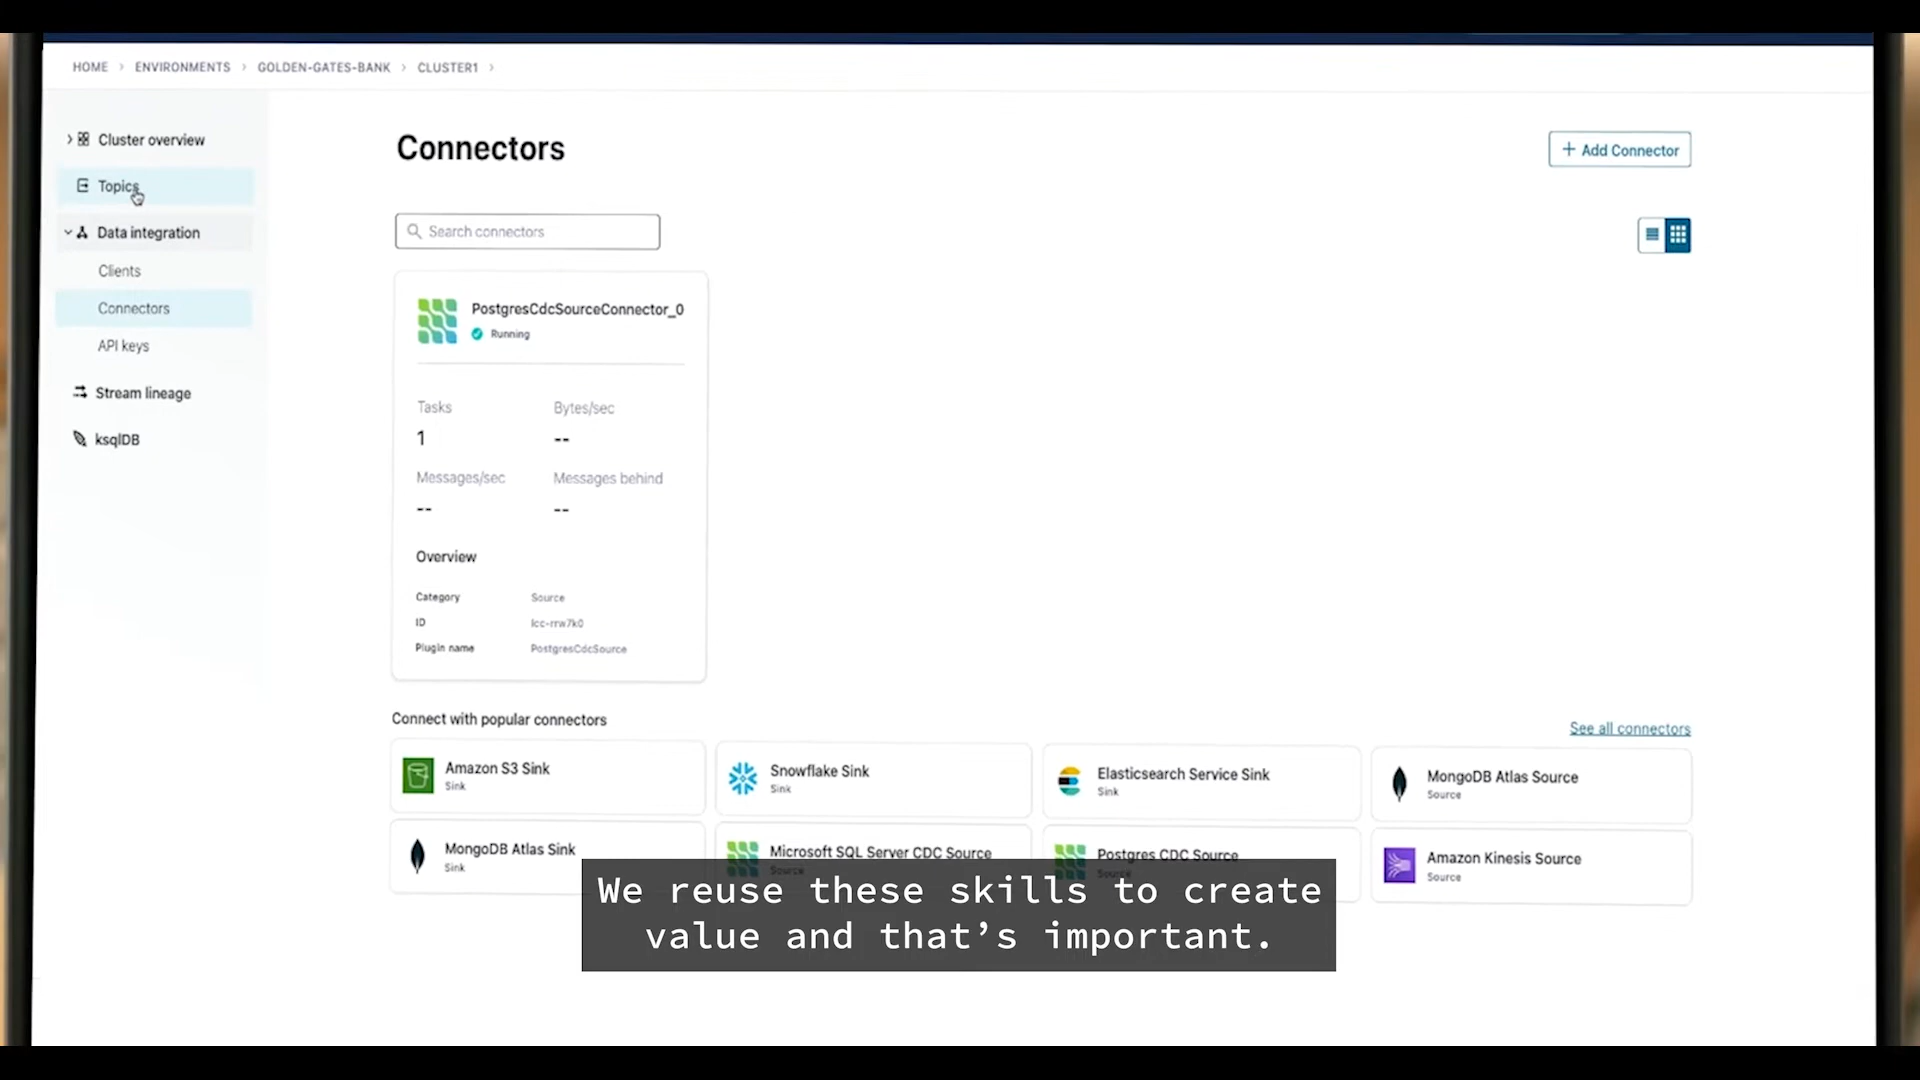 HOME > ENVIRONMENTS > GOLDEN-GATES-BANK > CLUSTER1 >
Cluster overview
Topics
Data integration
Clients
Connectors
API keys
Stream lineage
ksqlDB
Connectors
+ Add Connector
Search connectors
PostgresCdcSourceConnector_0
Running
Tasks Bytes/sec
1 --
Messages/sec Messages behind
-- --
Overview
Category Source
ID lcc-rrw7k0
Plugin name PostgresCdcSource
Connect with popular connectors
See all connectors
Amazon S3 Sink
Sink
Snowflake Sink
Sink
Elasticsearch Service Sink
Sink
MongoDB Atlas Source
Source
MongoDB Atlas Sink
Sink
Microsoft SQL Server CDC Source
Source
Postgres CDC Source
Source
Amazon Kinesis Source
Source
We reuse these skills to create
value and that's important.